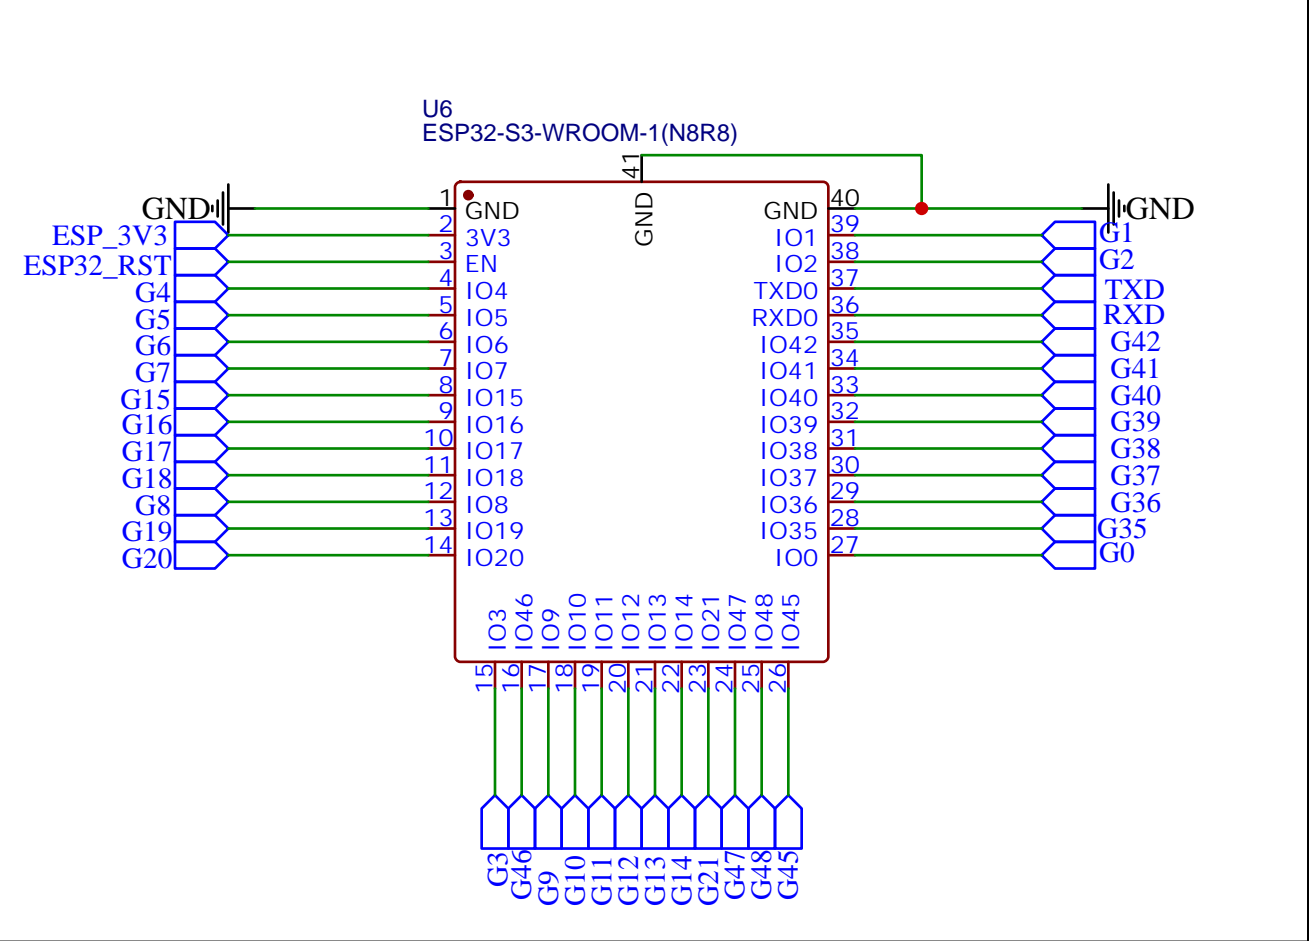 U6
ESP32-S3-WROOM-1(N8R8)
41
GND
GND 1 GND
ESP_3V3 2 3V3
ESP32_RST 3 EN
G4 4 IO4
G5 5 IO5
G6 6 IO6
G7 7 IO7
G15 8 IO15
G16 9 IO16
G17 10 IO17
G18 11 IO18
G8 12 IO8
G19 13 IO19
G20 14 IO20
GND 40 GND
IO1 39 G1
IO2 38 G2
TXD0 37 TXD
RXD0 36 RXD
IO42 35 G42
IO41 34 G41
IO40 33 G40
IO39 32 G39
IO38 31 G38
IO37 30 G37
IO36 29 G36
IO35 28 G35
IO0 27 G0
IO3 15 G3
IO46 16 G46
IO9 17 G9
IO10 18 G10
IO11 19 G11
IO12 20 G12
IO13 21 G13
IO14 22 G14
IO21 23 G21
IO47 24 G47
IO48 25 G48
IO45 26 G45